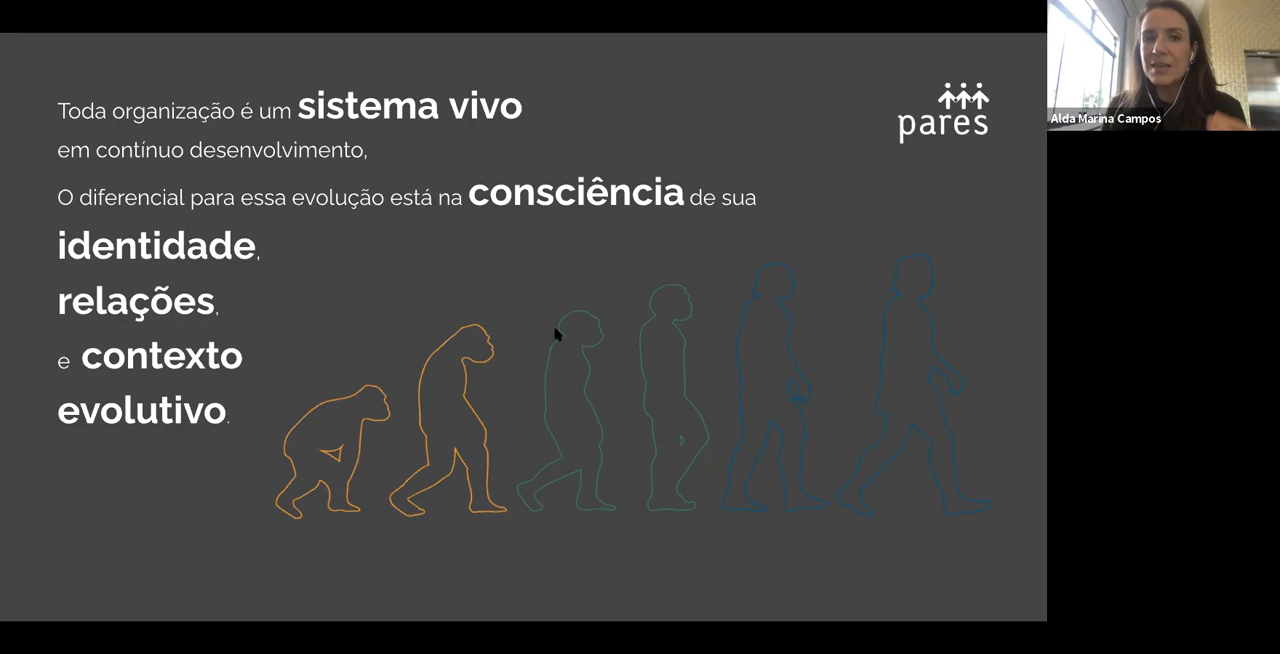 Toda organização é um sistema vivo
em contínuo desenvolvimento,
O diferencial para essa evolução está na consciência de sua
identidade,
relações,
e contexto
evolutivo.
pares
Alda Marina Campos